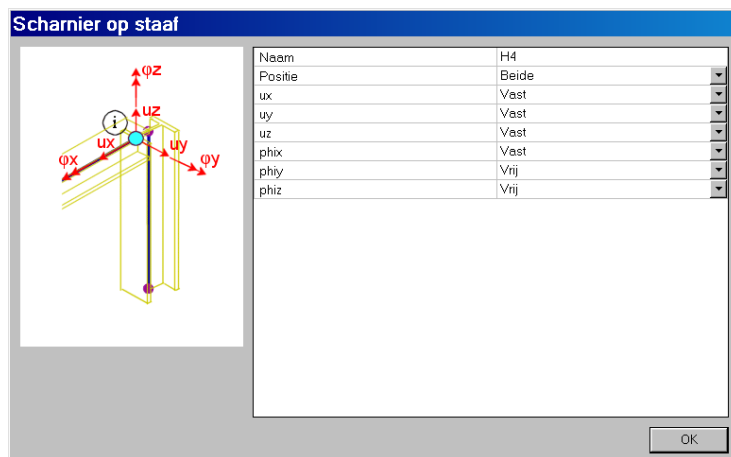 Scharnier op staaf
φz
uz
i
ux
uy
φx
φy
Naam H4
Positie Beide
ux Vast
uy Vast
uz Vast
phix Vast
phiy Vrij
phiz Vrij
OK